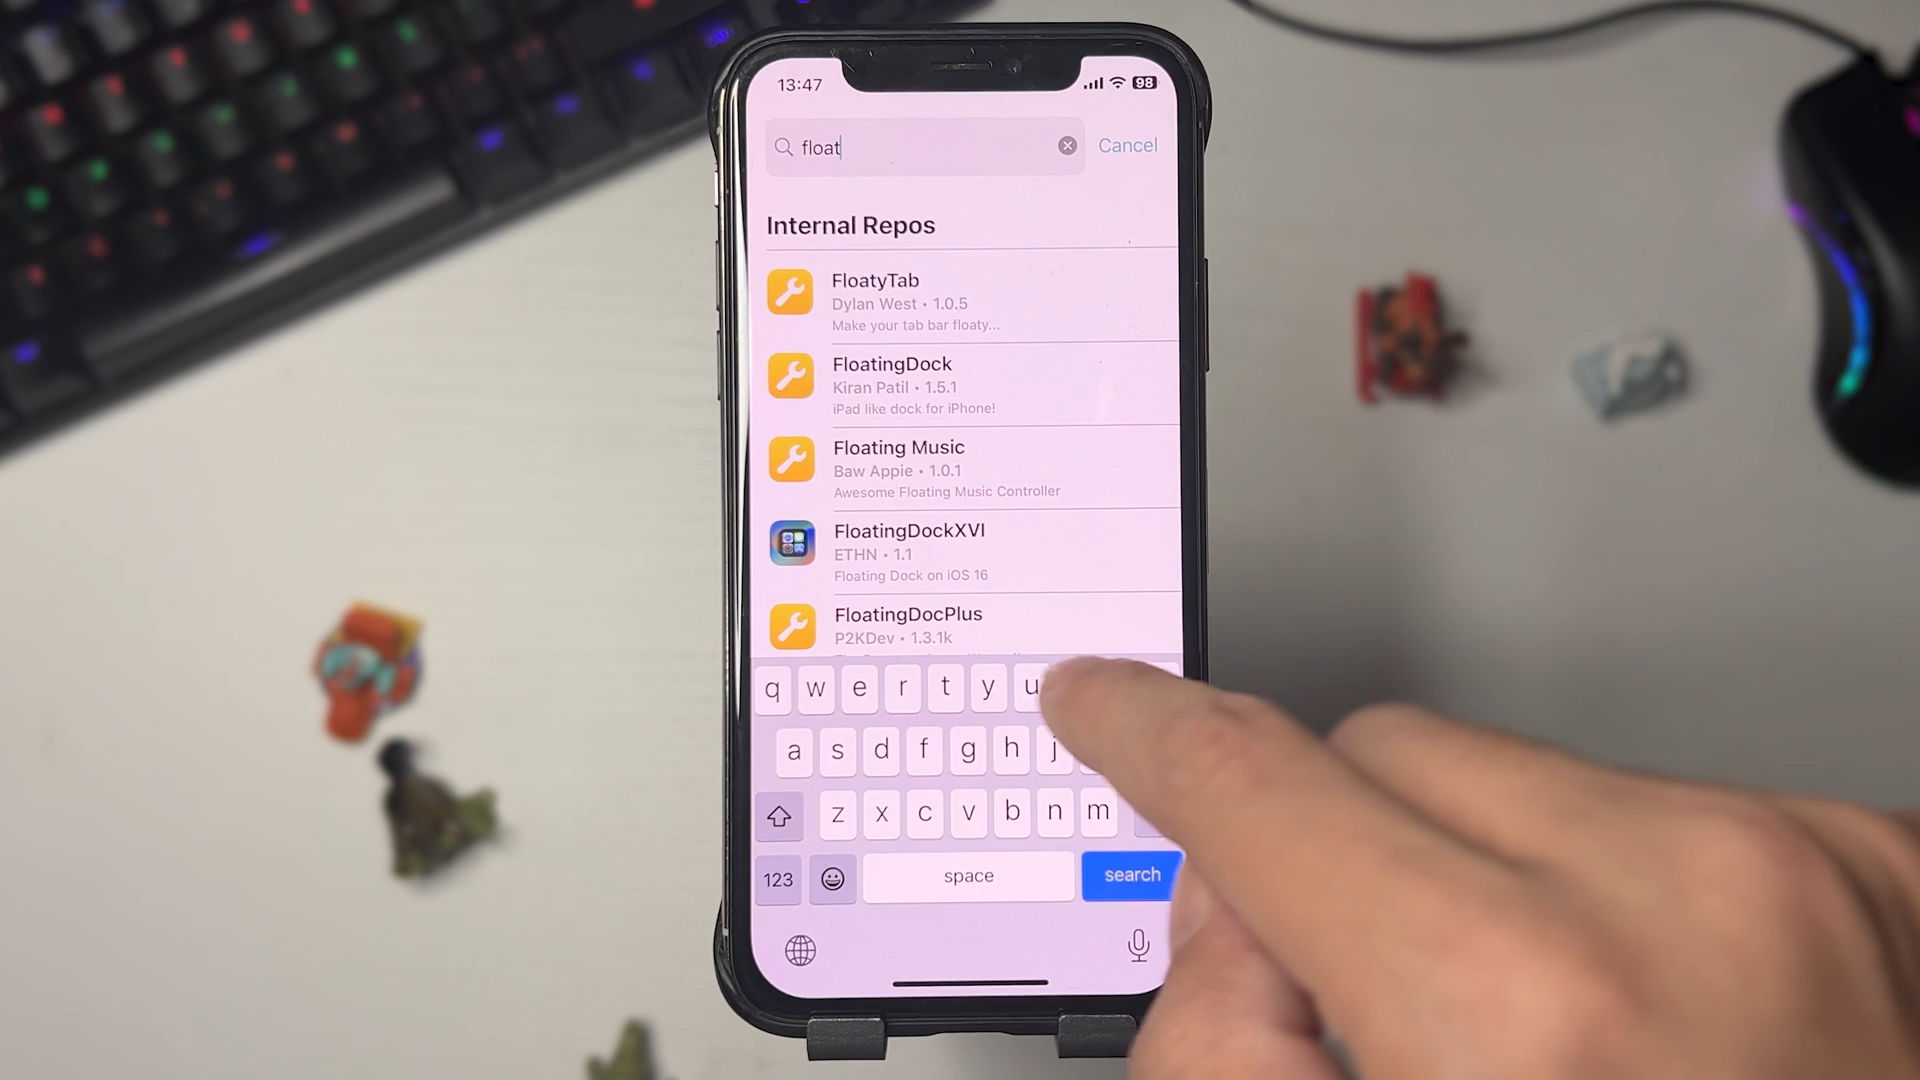 13:47
98
float
Cancel
Internal Repos
FloatyTab
Dylan West • 1.0.5
Make your tab bar floaty...
FloatingDock
Kiran Patil • 1.5.1
iPad like dock for iPhone!
Floating Music
Baw Appie • 1.0.1
Awesome Floating Music Controller
FloatingDockXVI
ETHN • 1.1
Floating Dock on iOS 16
FloatingDocPlus
P2KDev • 1.3.1k
q w e r t y u
a s d f g h j
z x c v b n m
123
space
search